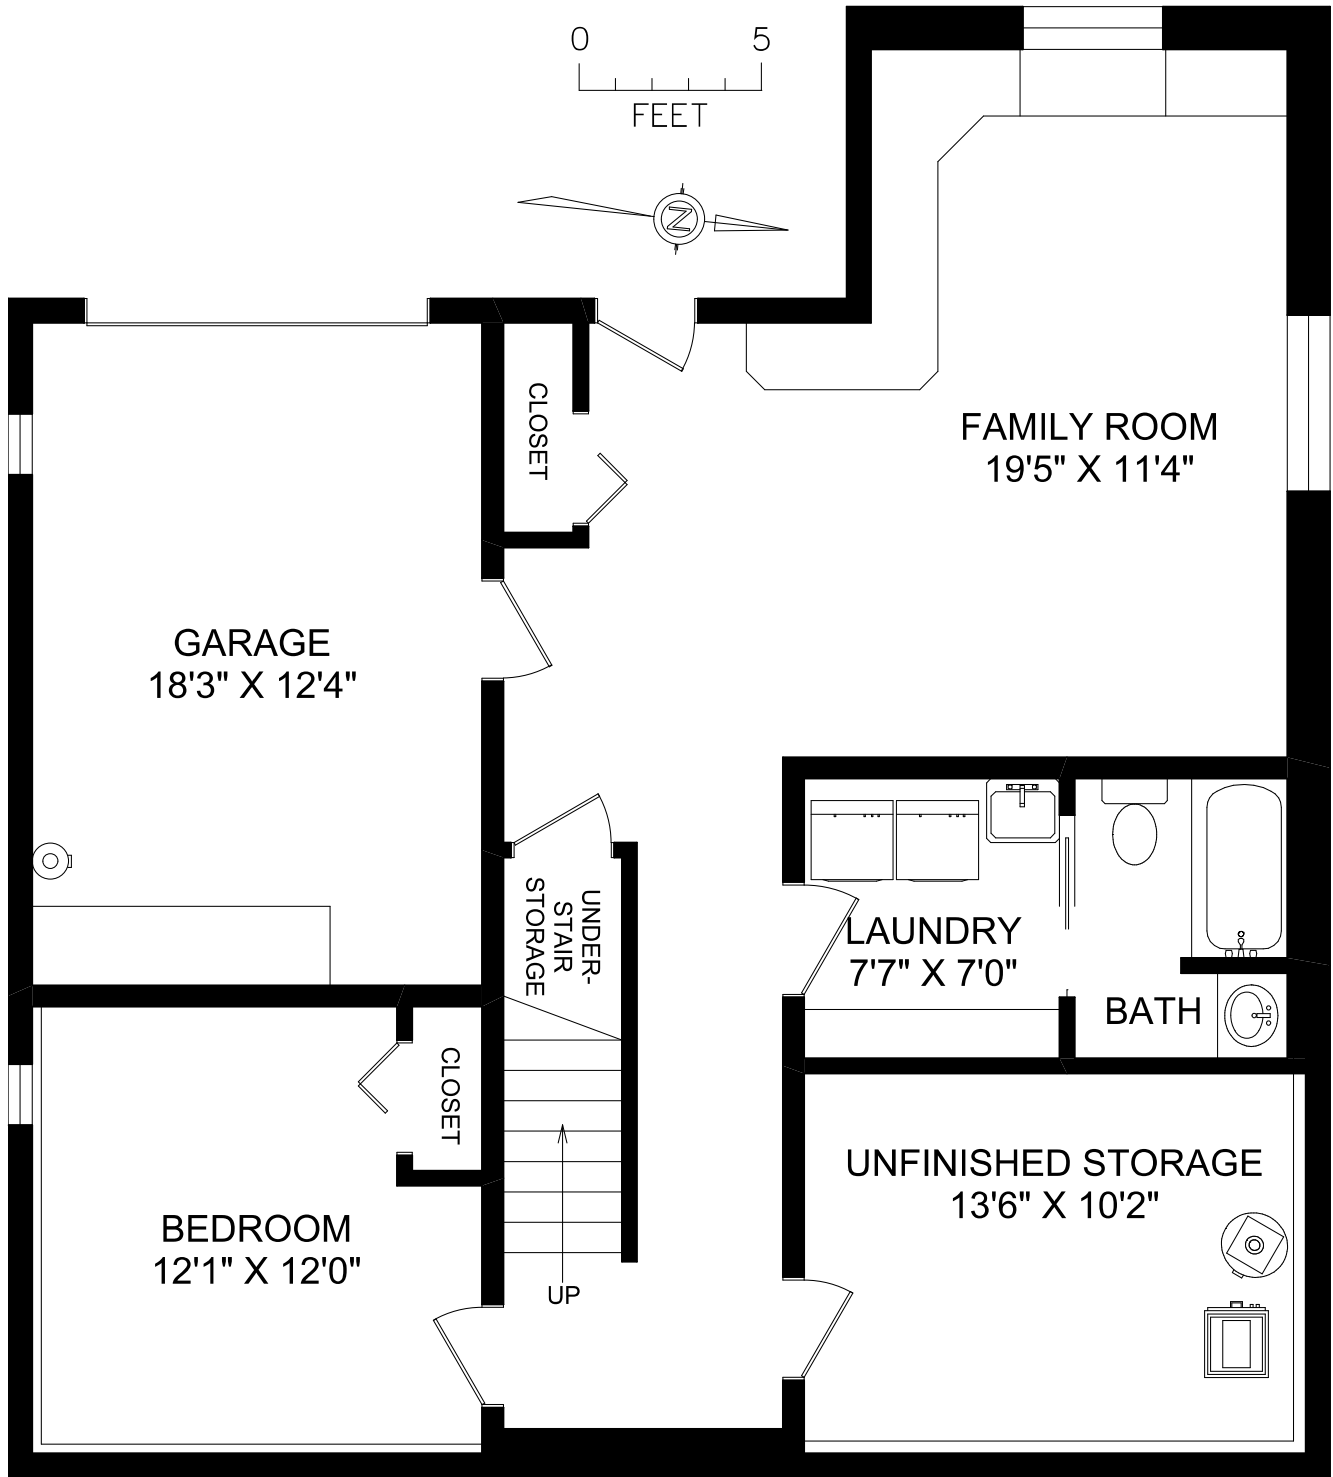 0 5
FEET
N
CLOSET
FAMILY ROOM
19'5" X 11'4"
GARAGE
18'3" X 12'4"
UNDER-
STAIR
STORAGE
LAUNDRY
7'7" X 7'0"
BATH
CLOSET
UNFINISHED STORAGE
13'6" X 10'2"
BEDROOM
12'1" X 12'0"
UP